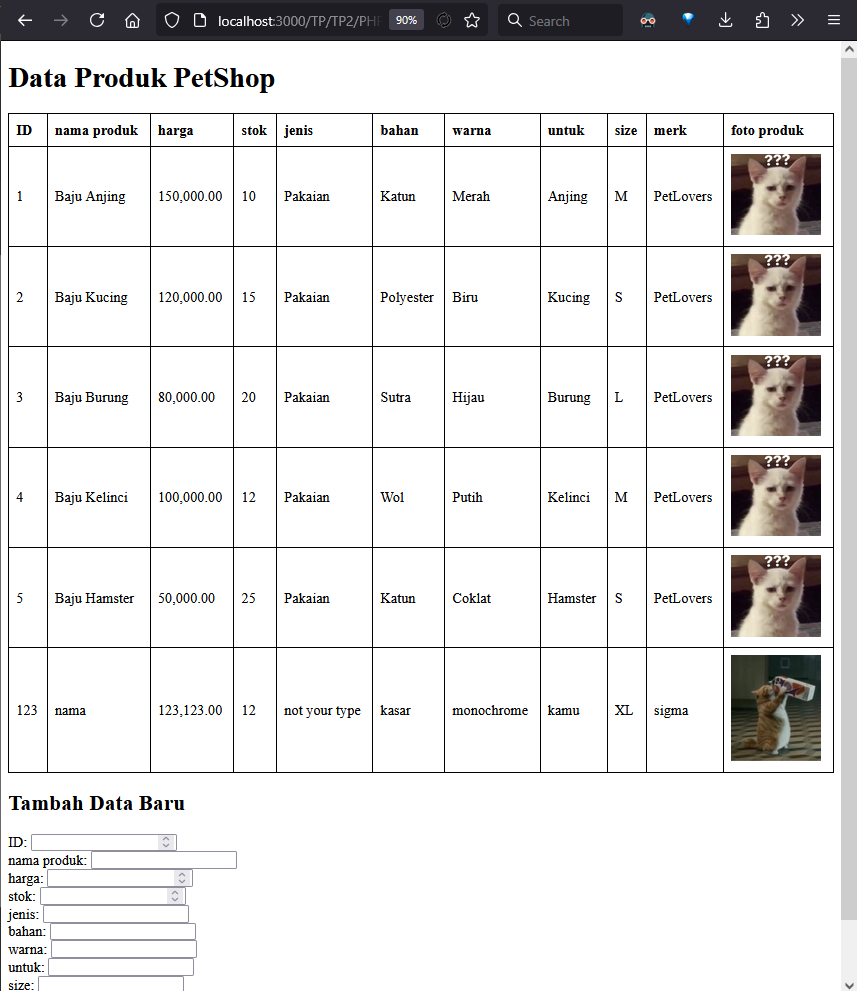 localhost:3000/TP/TP2/PH
90%
Search
Data Produk PetShop
ID nama produk harga stok jenis bahan warna untuk size merk foto produk
???
1 Baju Anjing 150,000.00 10 Pakaian Katun Merah Anjing M PetLovers
???
2 Baju Kucing 120,000.00 15 Pakaian Polyester Biru Kucing S PetLovers
???
3 Baju Burung 80,000.00 20 Pakaian Sutra Hijau Burung L PetLovers
???
4 Baju Kelinci 100,000.00 12 Pakaian Wol Putih Kelinci M PetLovers
???
5 Baju Hamster 50,000.00 25 Pakaian Katun Coklat Hamster S PetLovers
123 nama 123,123.00 12 not your type kasar monochrome kamu XL sigma
Tambah Data Baru
ID:
nama produk:
harga:
stok:
jenis:
bahan:
warna:
untuk:
size: